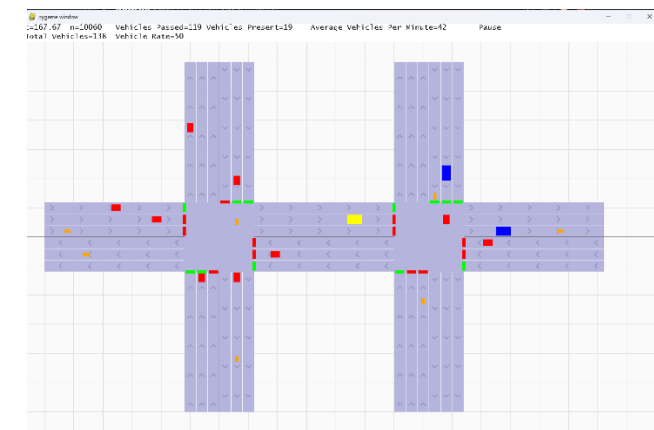 pygame window
t=167.67 n=10060 Vehicles Passed=119 Vehicles Present=19 Average Vehicles Per Minute=42 Pause
Total Vehicles=138 Vehicle Rate=50